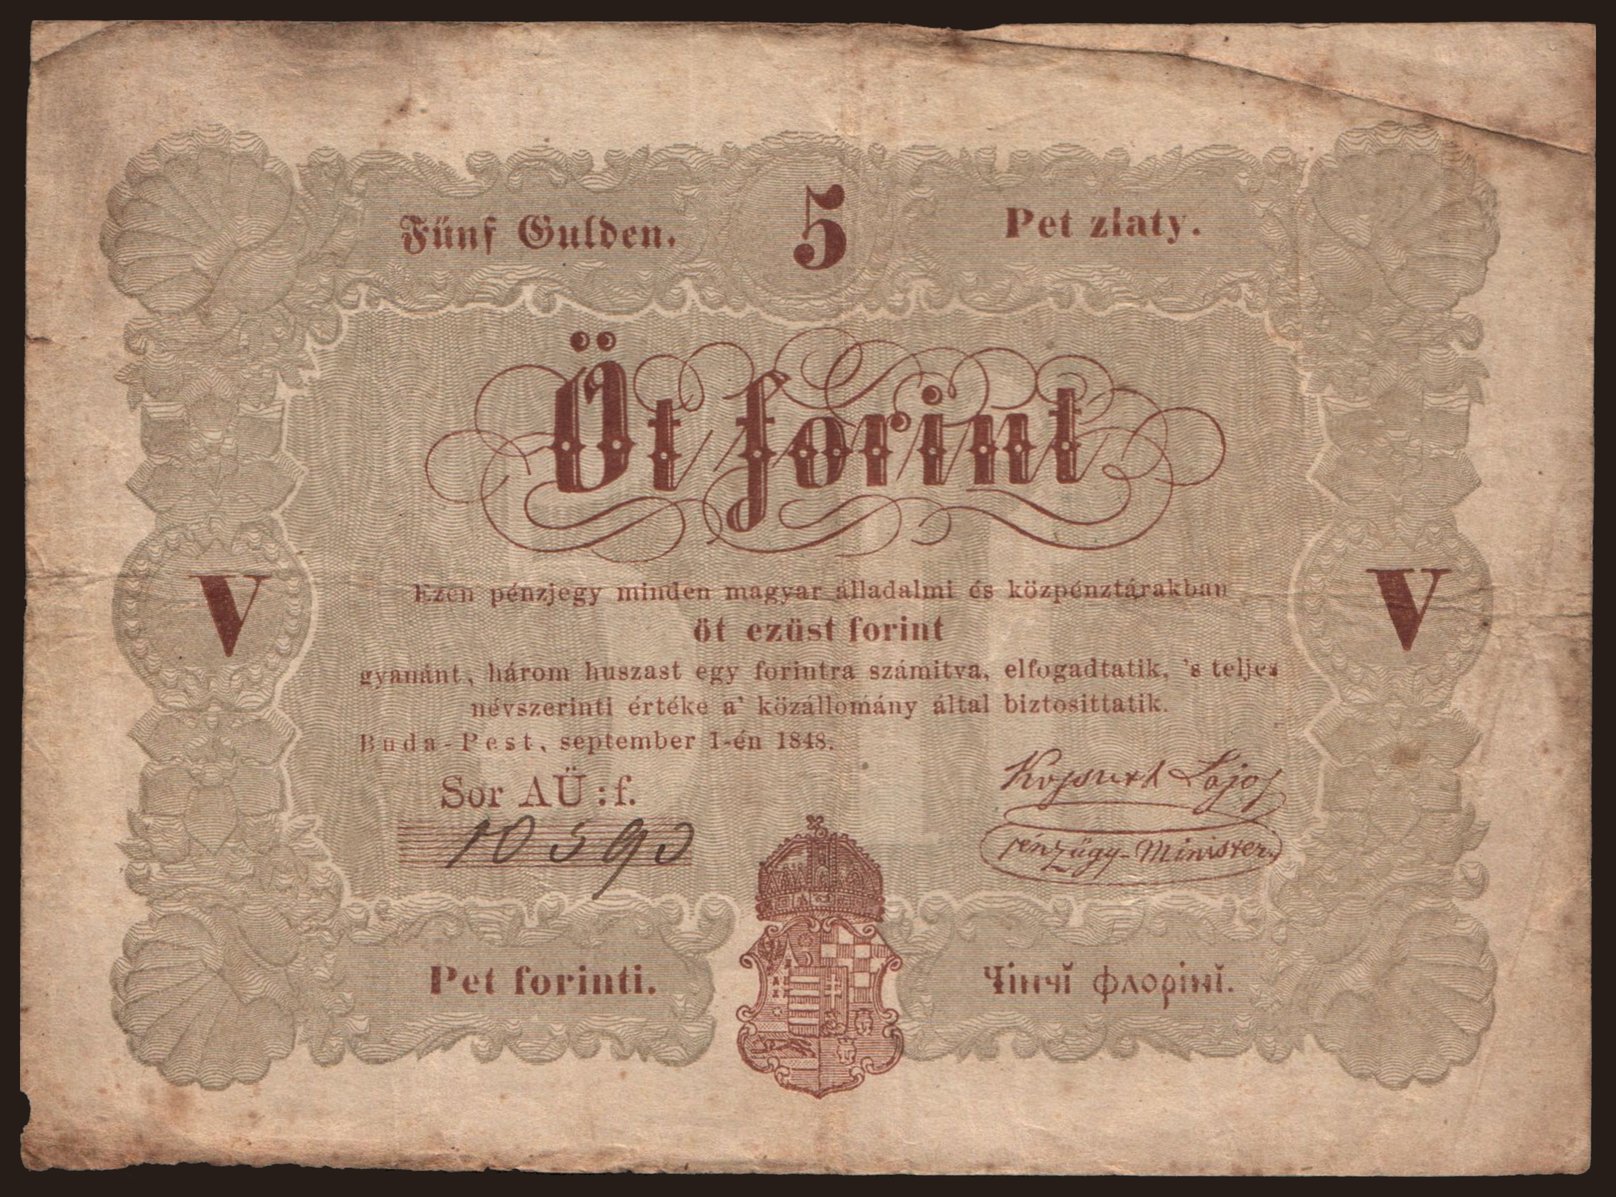 Fünf Gulden.
5
Pet zlaty.
Öt forint
V
V
Ezen pénzjegy minden magyar álladalmi és közpénztárakban
öt ezüst forint
gyanánt, három huszast egy forintra számitva, elfogadtatik, 's teljes
névszerinti értéke a' közállomány által biztosittatik.
Buda-Pest, september 1-én 1848.
Sor AÜ:f.
10590
Kossuth Lajos
pénzügy-Minister
Pet forinti.
Чінчĭ флорінĭ.